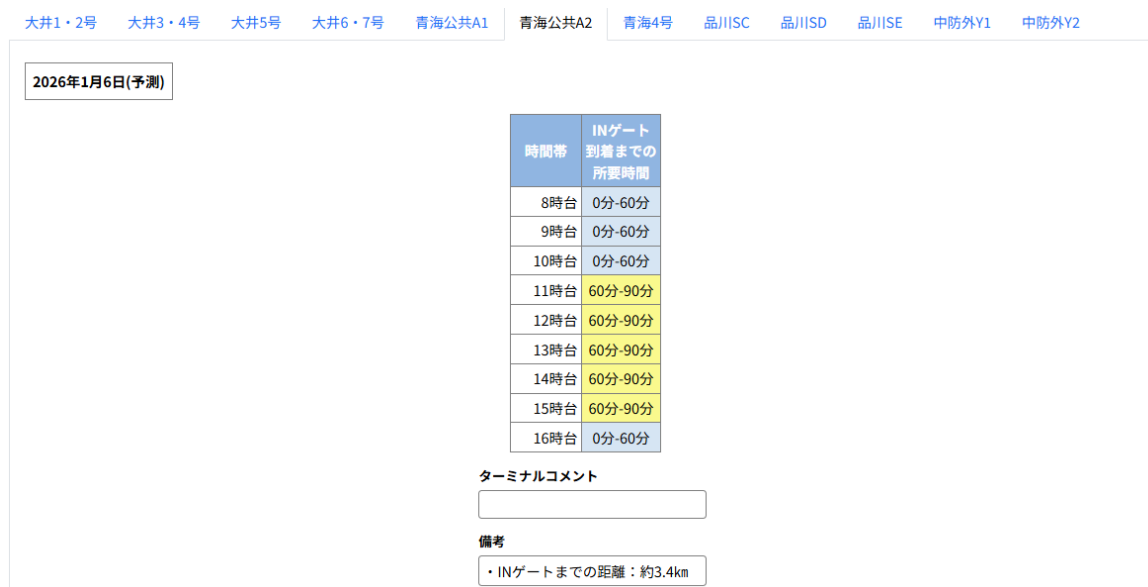 大井1・2号 大井3・4号 大井5号 大井6・7号 青海公共A1 青海公共A2 青海4号 品川SC 品川SD 品川SE 中防外Y1 中防外Y2
2026年1月6日(予測)
時間帯 INゲート
到着までの
所要時間
8時台 0分-60分
9時台 0分-60分
10時台 0分-60分
11時台 60分-90分
12時台 60分-90分
13時台 60分-90分
14時台 60分-90分
15時台 60分-90分
16時台 0分-60分
ターミナルコメント
備考
・INゲートまでの距離：約3.4㎞